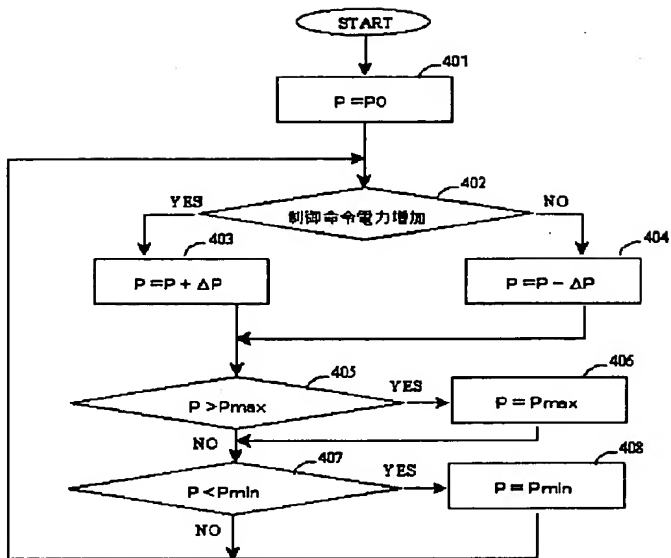 START
401
P=P0
402
YES
NO
制御命令電力増加
403
404
P=P+ΔP
P=P-ΔP
405
406
P>Pmax
YES
P=Pmax
NO
407
408
P<Pmin
YES
P=Pmin
NO